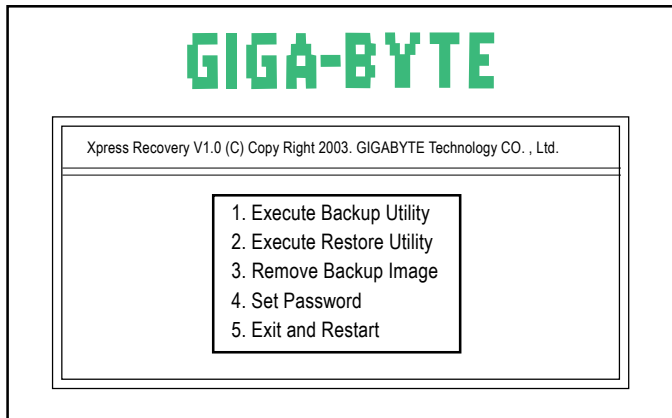 GIGA-BYTE
Xpress Recovery V1.0 (C) Copy Right 2003. GIGABYTE Technology CO. , Ltd.
1. Execute Backup Utility
2. Execute Restore Utility
3. Remove Backup Image
4. Set Password
5. Exit and Restart